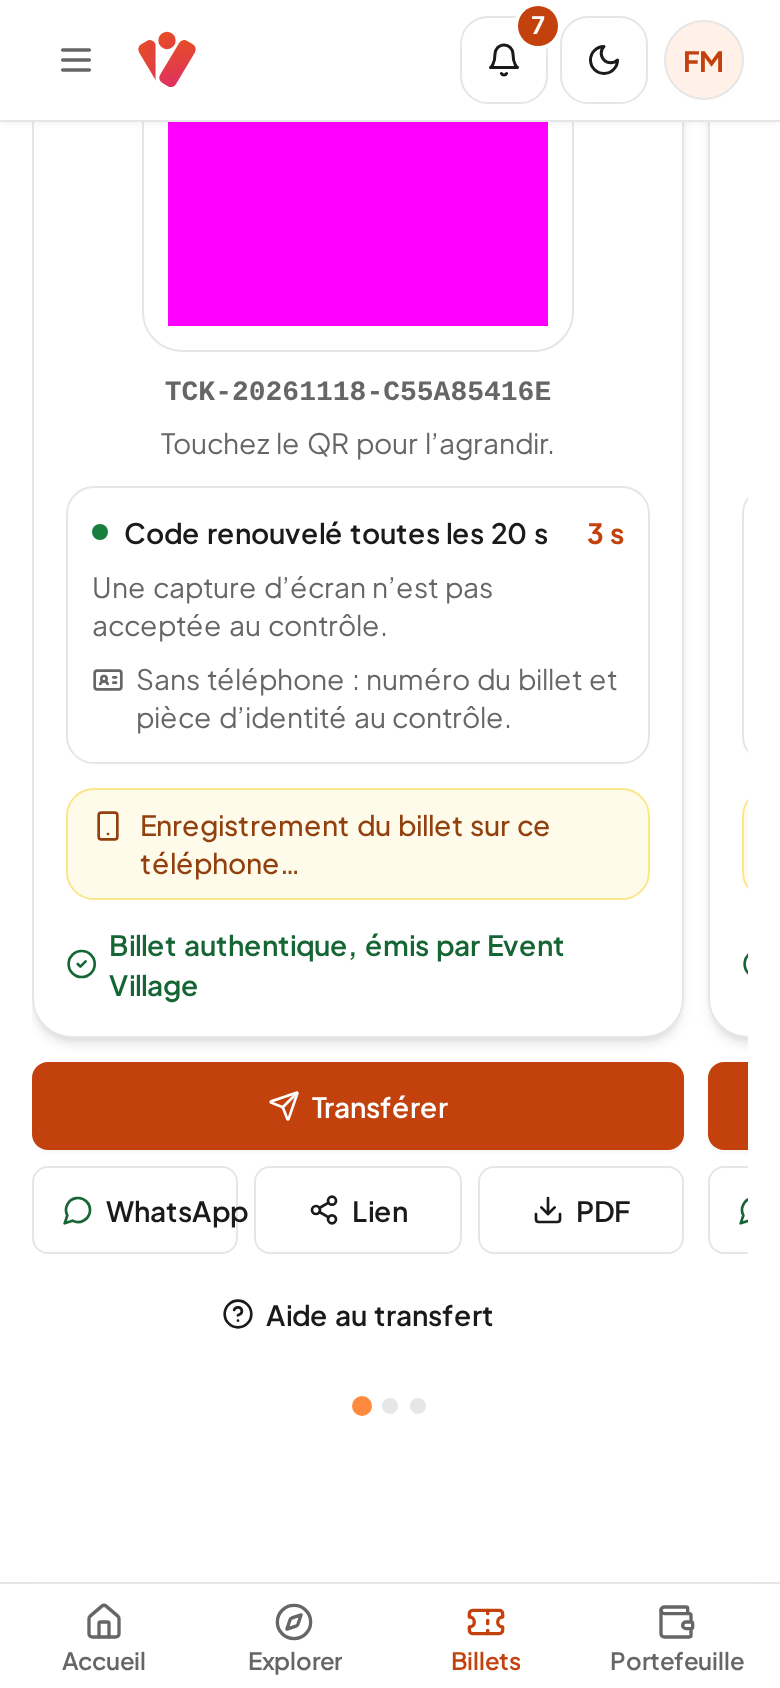 7
FM
TCK-20261118-C55A85416E
Touchez le QR pour l’agrandir.
Code renouvelé toutes les 20 s 3 s
Une capture d’écran n’est pas
acceptée au contrôle.
Sans téléphone : numéro du billet et
pièce d’identité au contrôle.
Enregistrement du billet sur ce
téléphone…
Billet authentique, émis par Event
Village
Transférer
WhatsApp Lien PDF
Aide au transfert
Accueil Explorer Billets Portefeuille